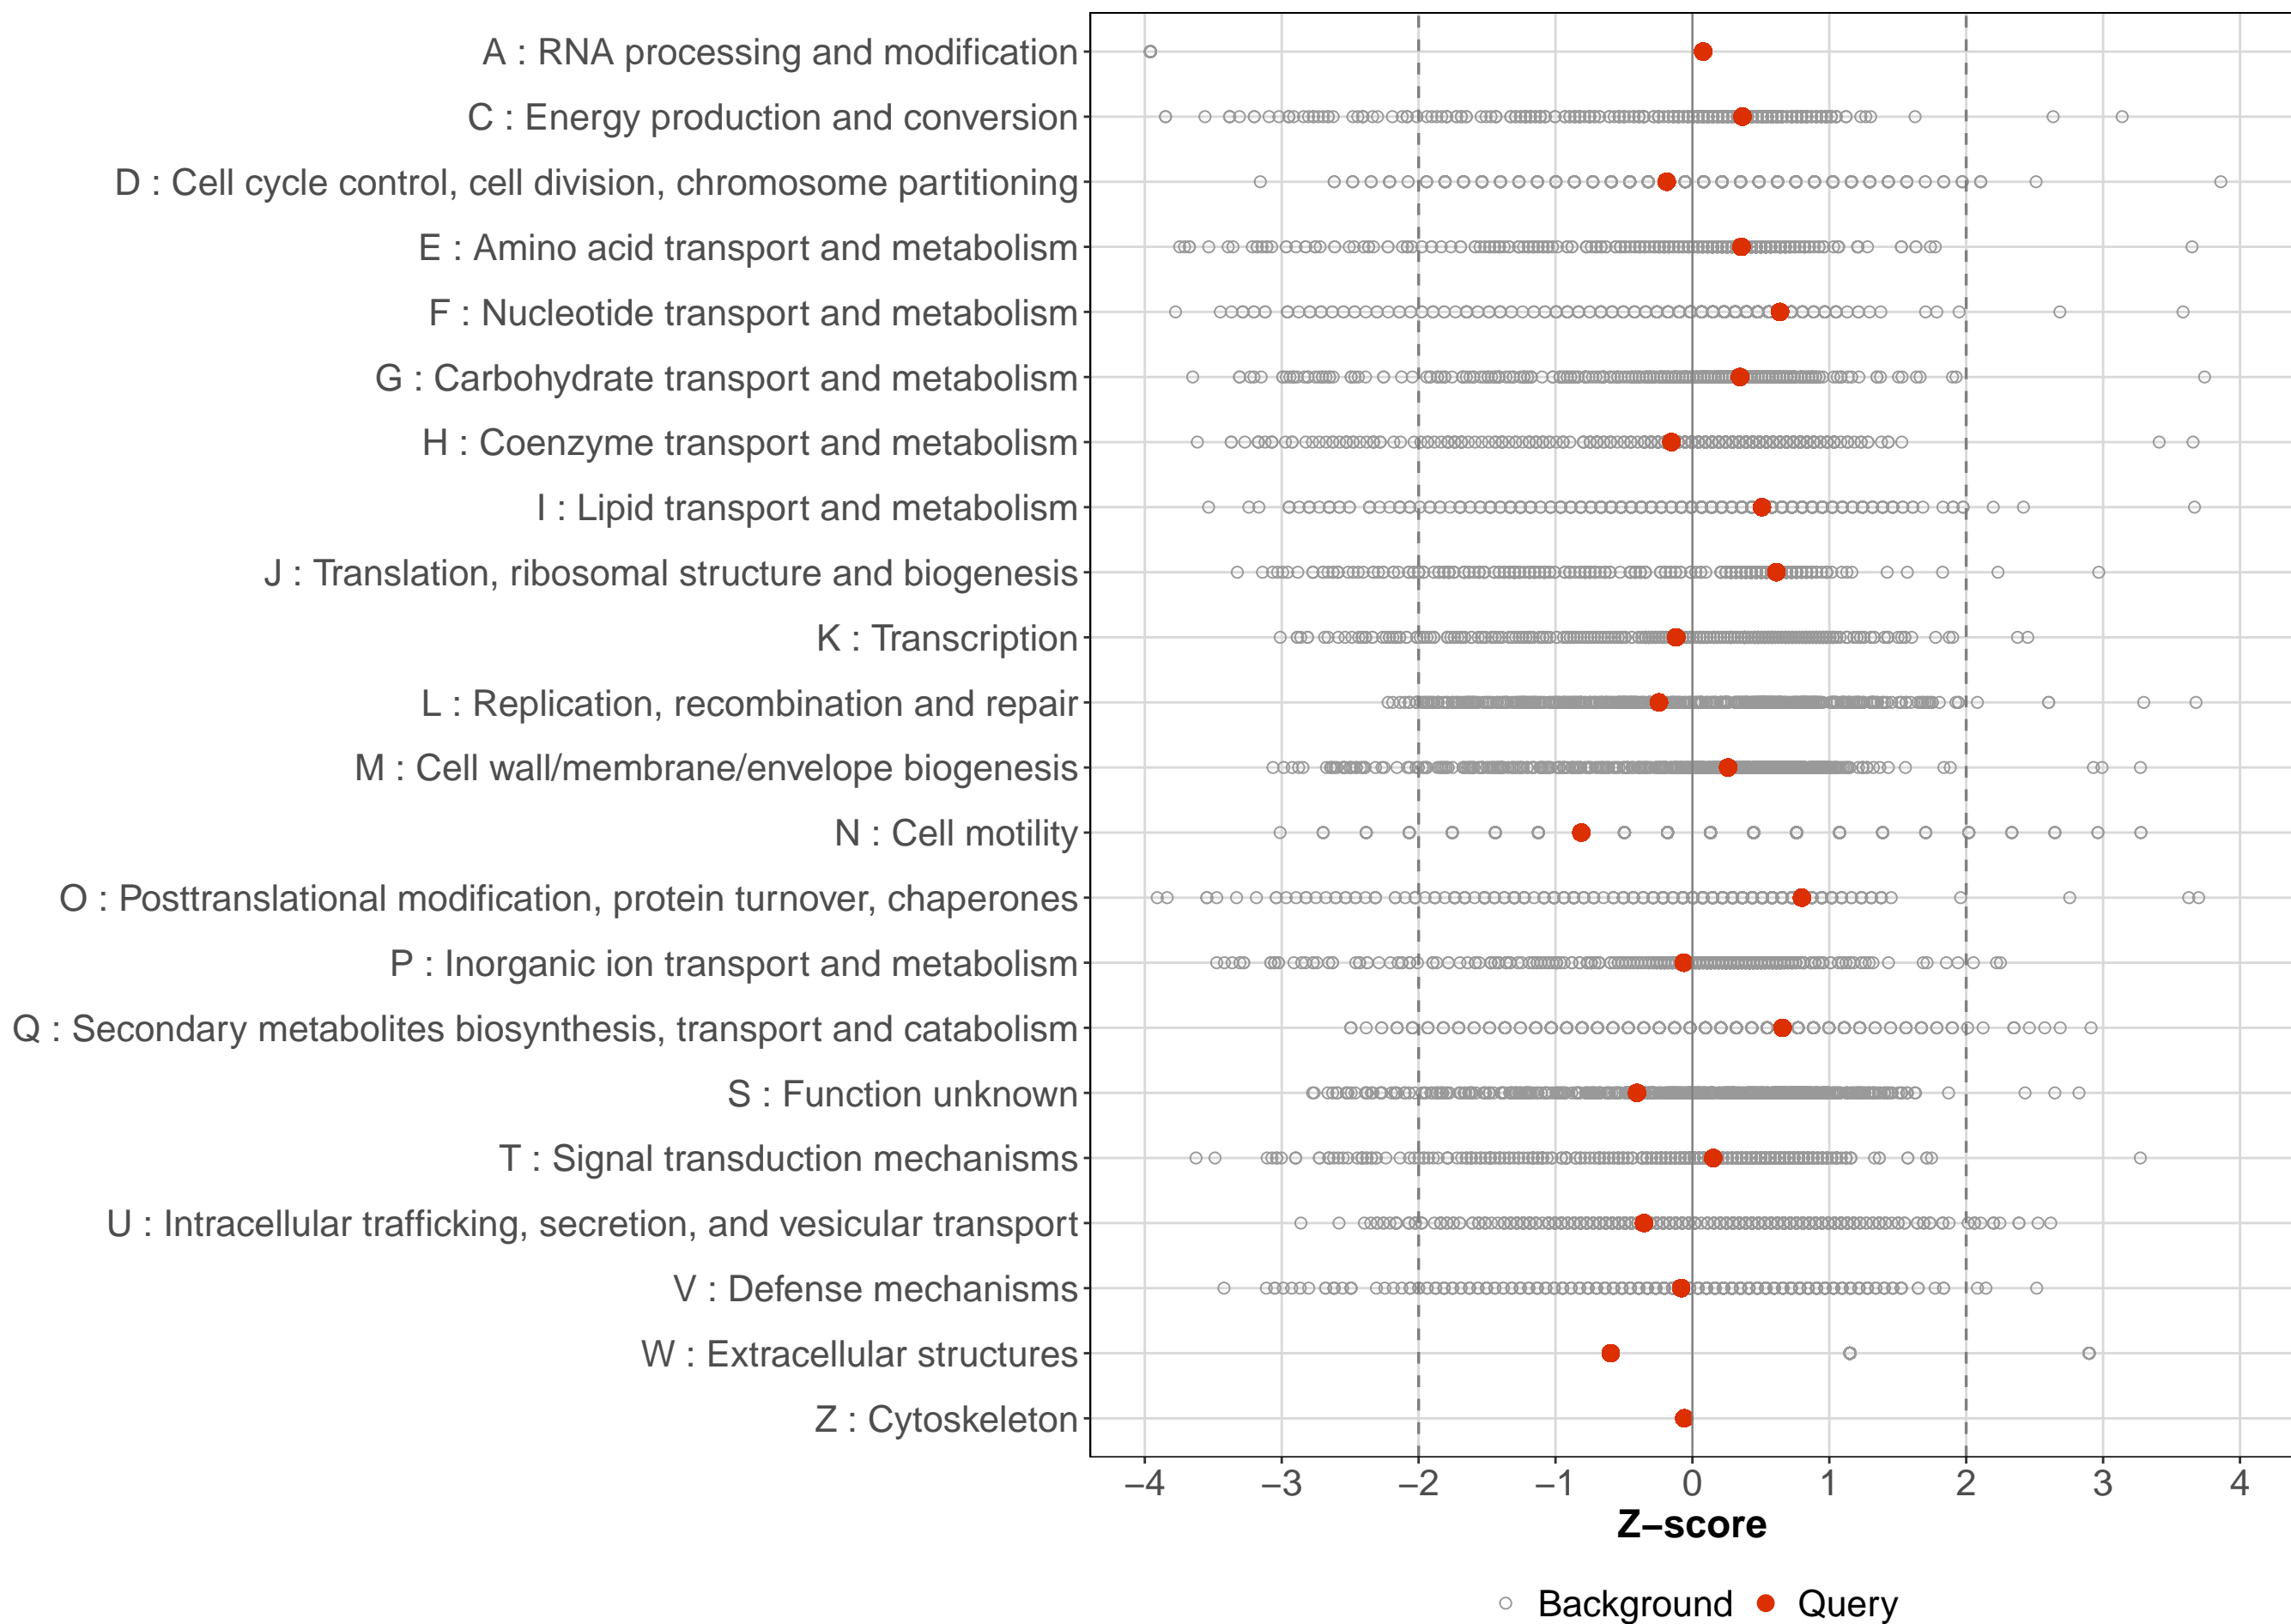 A : RNA processing and modification
C : Energy production and conversion
D : Cell cycle control, cell division, chromosome partitioning
E : Amino acid transport and metabolism
F : Nucleotide transport and metabolism
G : Carbohydrate transport and metabolism
H : Coenzyme transport and metabolism
I : Lipid transport and metabolism
J : Translation, ribosomal structure and biogenesis
K : Transcription
L : Replication, recombination and repair
M : Cell wall/membrane/envelope biogenesis
N : Cell motility
O : Posttranslational modification, protein turnover, chaperones
P : Inorganic ion transport and metabolism
Q : Secondary metabolites biosynthesis, transport and catabolism
S : Function unknown
T : Signal transduction mechanisms
U : Intracellular trafficking, secretion, and vesicular transport
V : Defense mechanisms
W : Extracellular structures
Z : Cytoskeleton
−4 −3 −2 −1 0 1 2 3 4
Z−score
Background Query